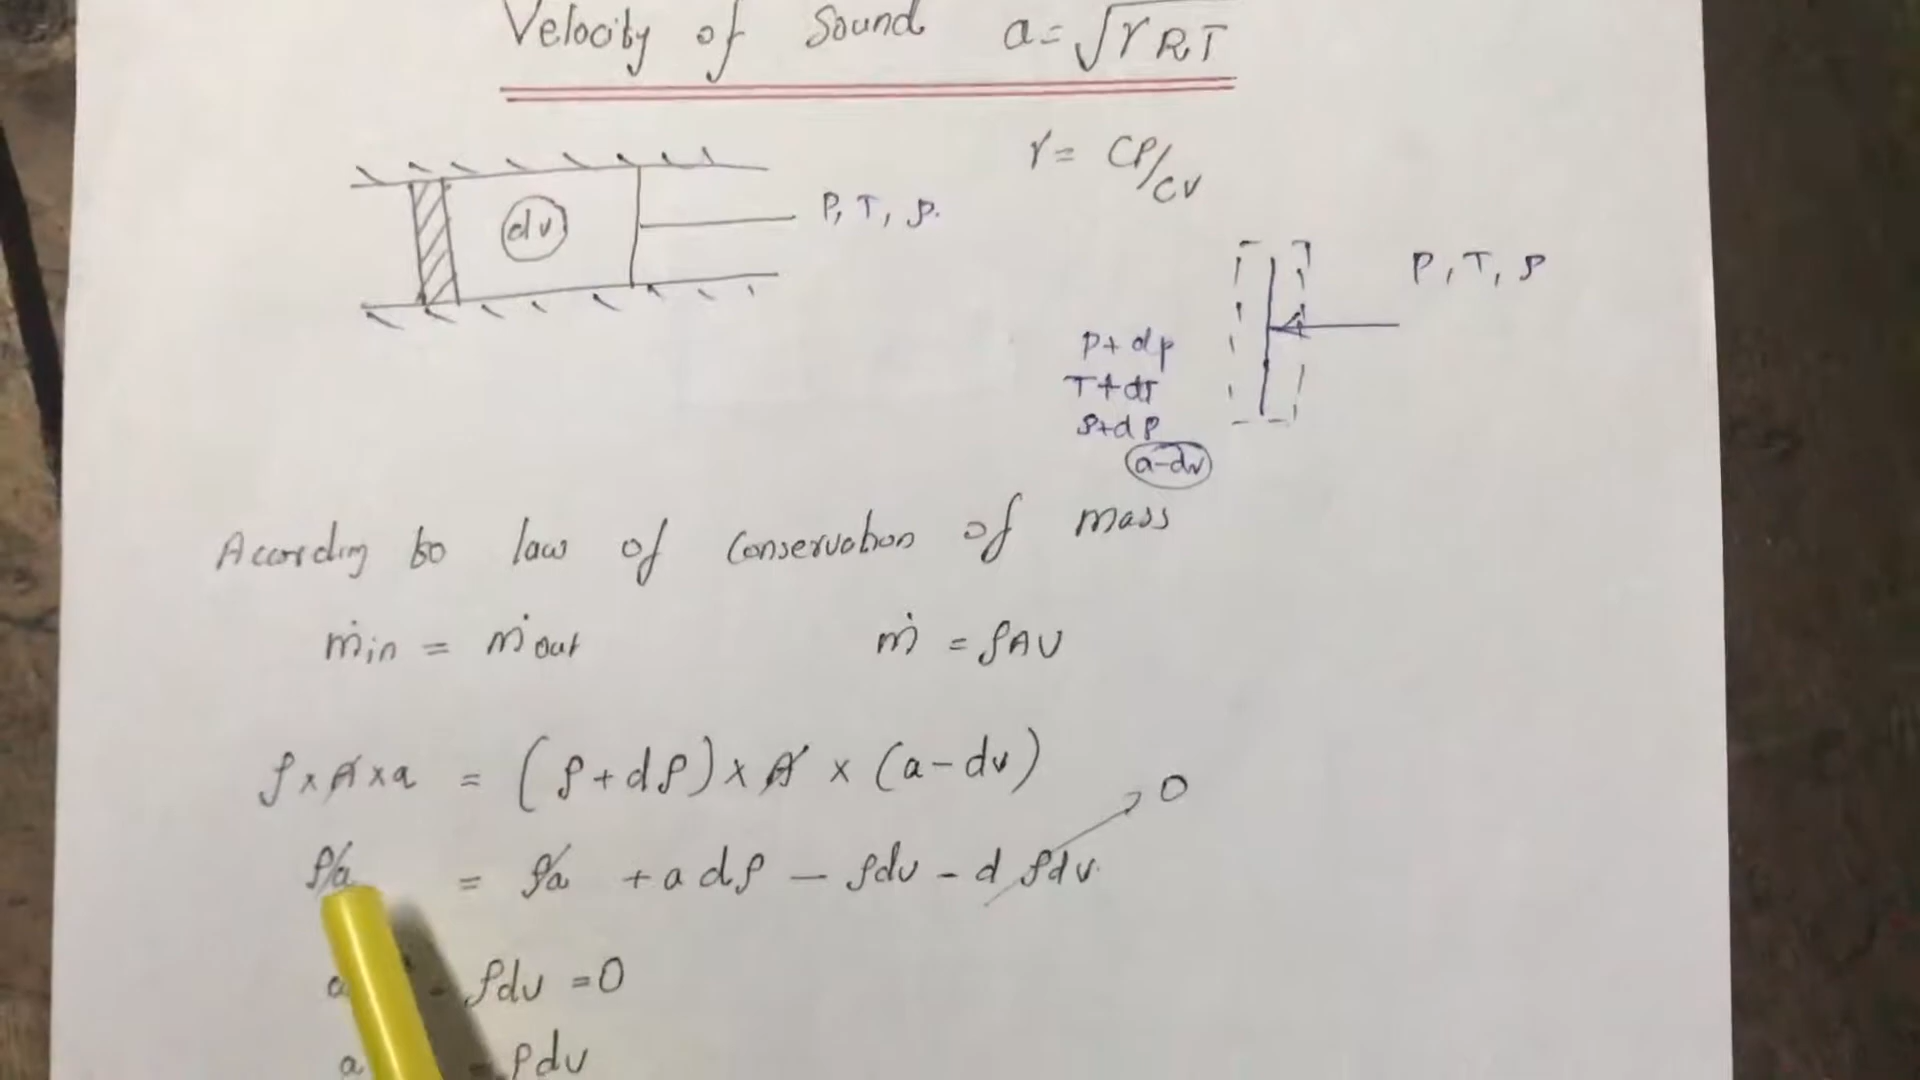 Velocity of Sound a = √γRT
γ = CP/CV
dv
P, T, ρ.
P, T, ρ
P + dp
T + dT
ρ + dρ
a - dv
According to law of Conservation of mass
ṁin = ṁout ṁ = ρAV
ρ × A × a = (ρ + dρ) × A × (a - dv)
0
ρa = ρa + a dρ - ρdv - d ρdv
a - ρdv = 0
a = ρdv